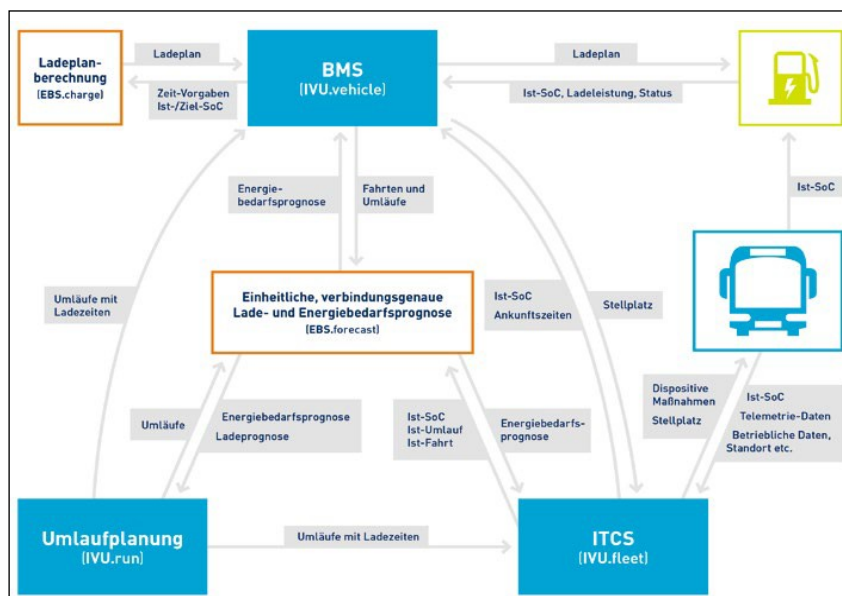 Ladeplan-
berechnung
(EBS.charge)
Ladeplan
Zeit-Vorgaben
Ist-/Ziel-SoC
BMS
(IVU.vehicle)
Ladeplan
Ist-SoC, Ladeleistung, Status
Ist-SoC
Energie-
bedarfsprognose
Fahrten und
Umläufe
Umläufe mit
Ladezeiten
Einheitliche, verbindungsgenaue
Lade- und Energiebedarfsprognose
(EBS.forecast)
Ist-SoC
Ankunftszeiten
Stellplatz
Umläufe
Energiebedarfsprognose
Ladeprognose
Ist-SoC
Ist-Umlauf
Ist-Fahrt
Energiebedarfs-
prognose
Dispositive
Maßnahmen
Stellplatz
Ist-SoC
Telemetrie-Daten
Betriebliche Daten,
Standort etc.
Umlaufplanung
(IVU.run)
Umläufe mit Ladezeiten
ITCS
(IVU.fleet)